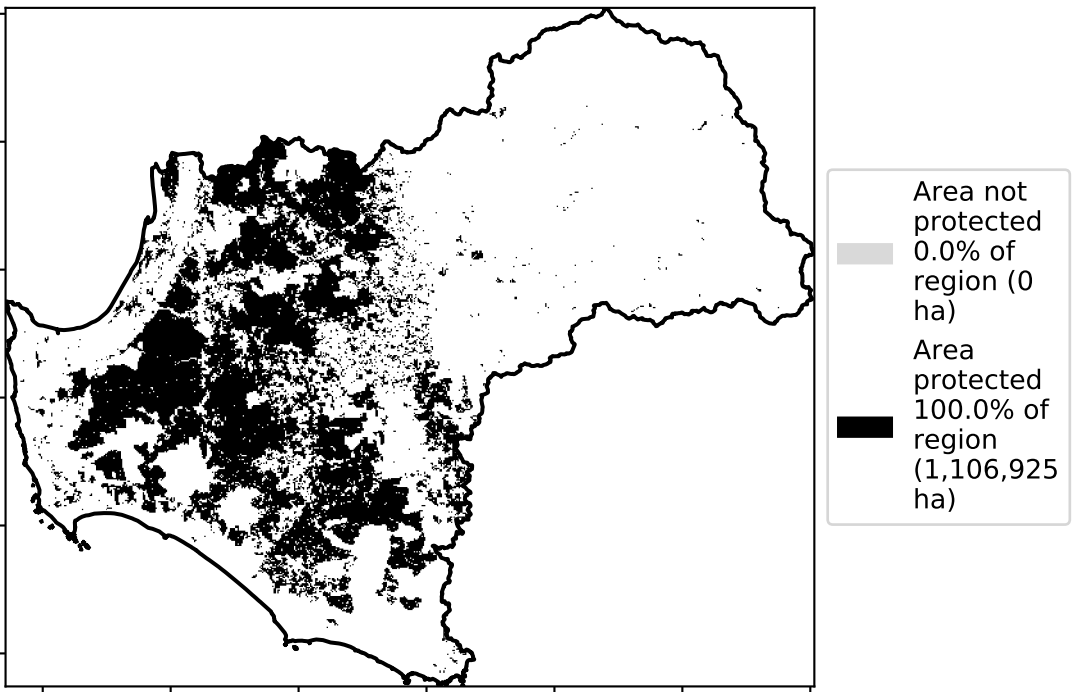 Area not
protected
0.0% of
region (0
ha)
Area
protected
100.0% of
region
(1,106,925
ha)